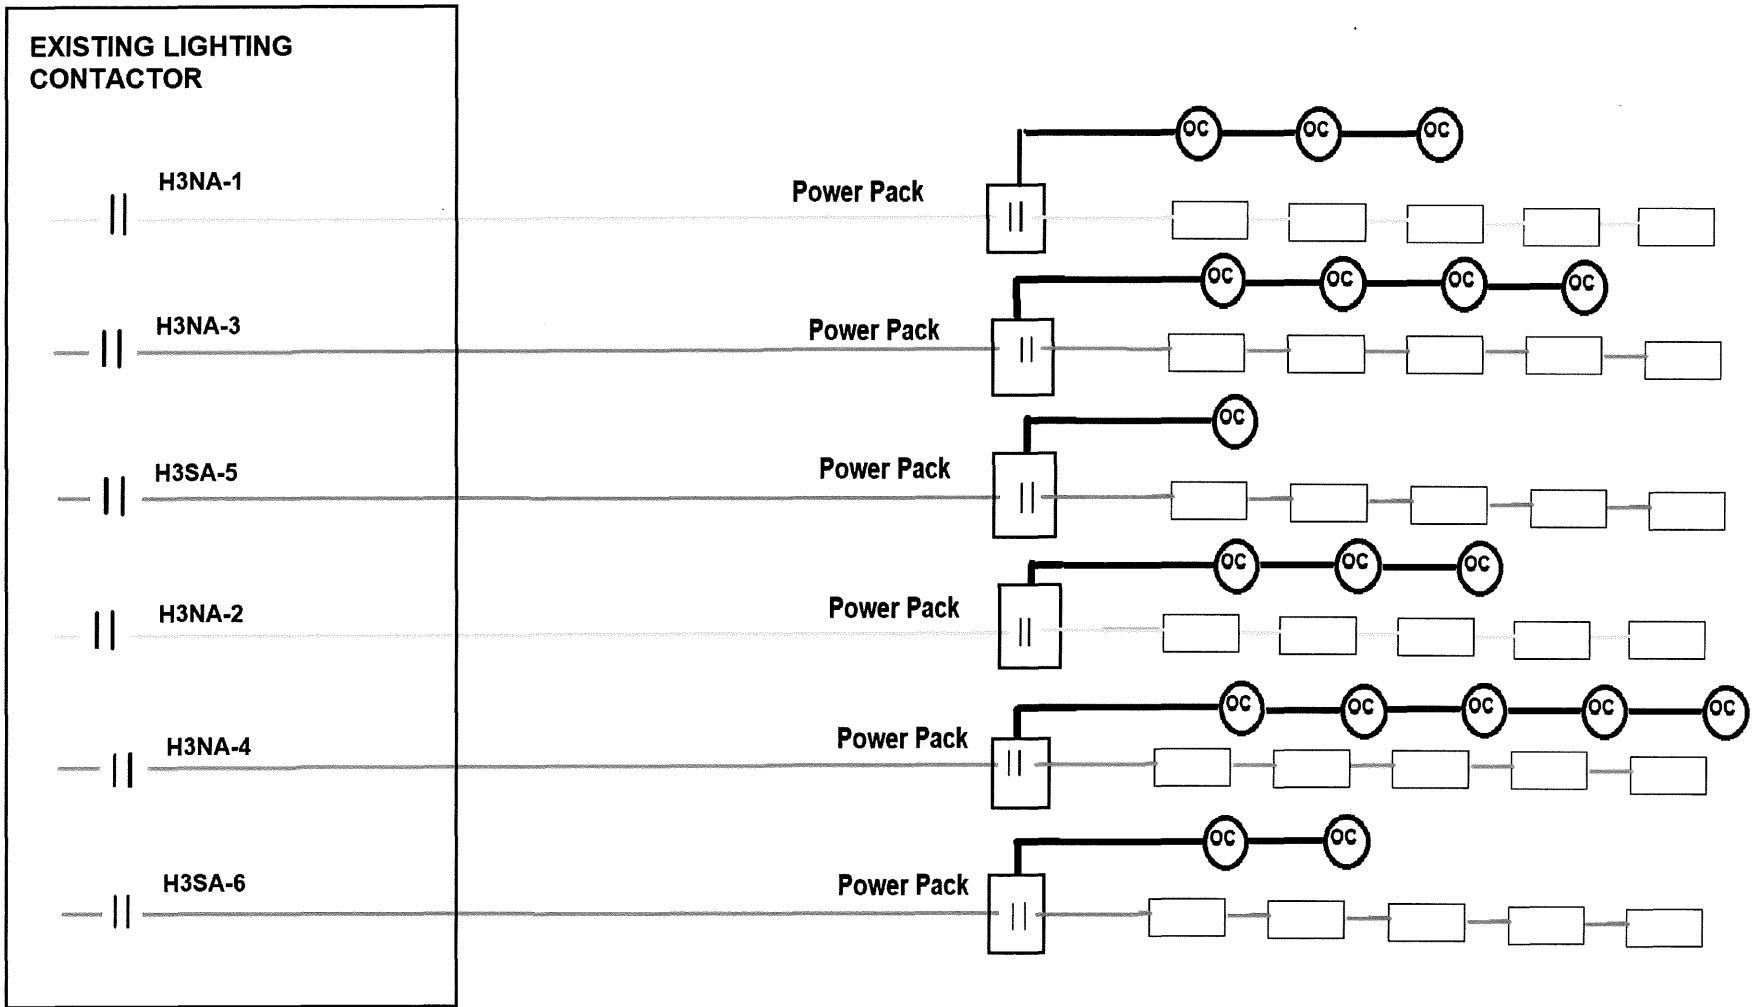 EXISTING LIGHTING
CONTACTOR
OC OC OC
H3NA-1
Power Pack
OC OC OC OC
H3NA-3
Power Pack
OC
H3SA-5
Power Pack
OC OC OC
H3NA-2
Power Pack
OC OC OC OC OC
H3NA-4
Power Pack
OC OC
H3SA-6
Power Pack